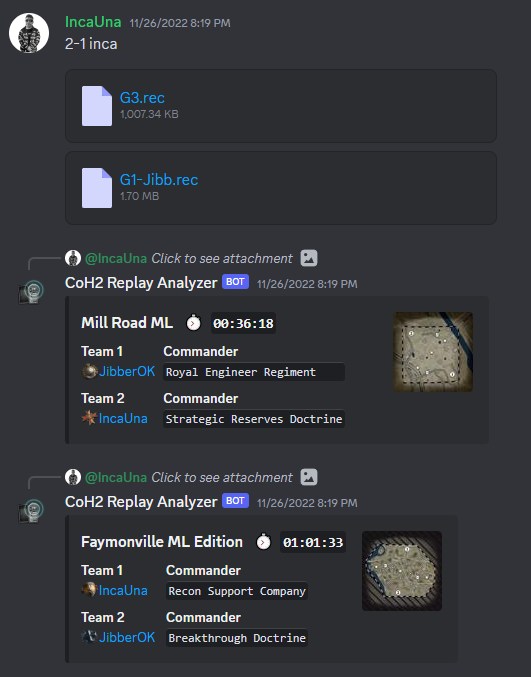 IncaUna 11/26/2022 8:19 PM
2-1 inca
G3.rec
1,007.34 KB
G1-Jibb.rec
1.70 MB
@IncaUna Click to see attachment
CoH2 Replay Analyzer BOT 11/26/2022 8:19 PM
Mill Road ML 00:36:18
Team 1 Commander
JibberOK Royal Engineer Regiment
Team 2 Commander
IncaUna Strategic Reserves Doctrine
@IncaUna Click to see attachment
CoH2 Replay Analyzer BOT 11/26/2022 8:19 PM
Faymonville ML Edition 01:01:33
Team 1 Commander
IncaUna Recon Support Company
Team 2 Commander
JibberOK Breakthrough Doctrine